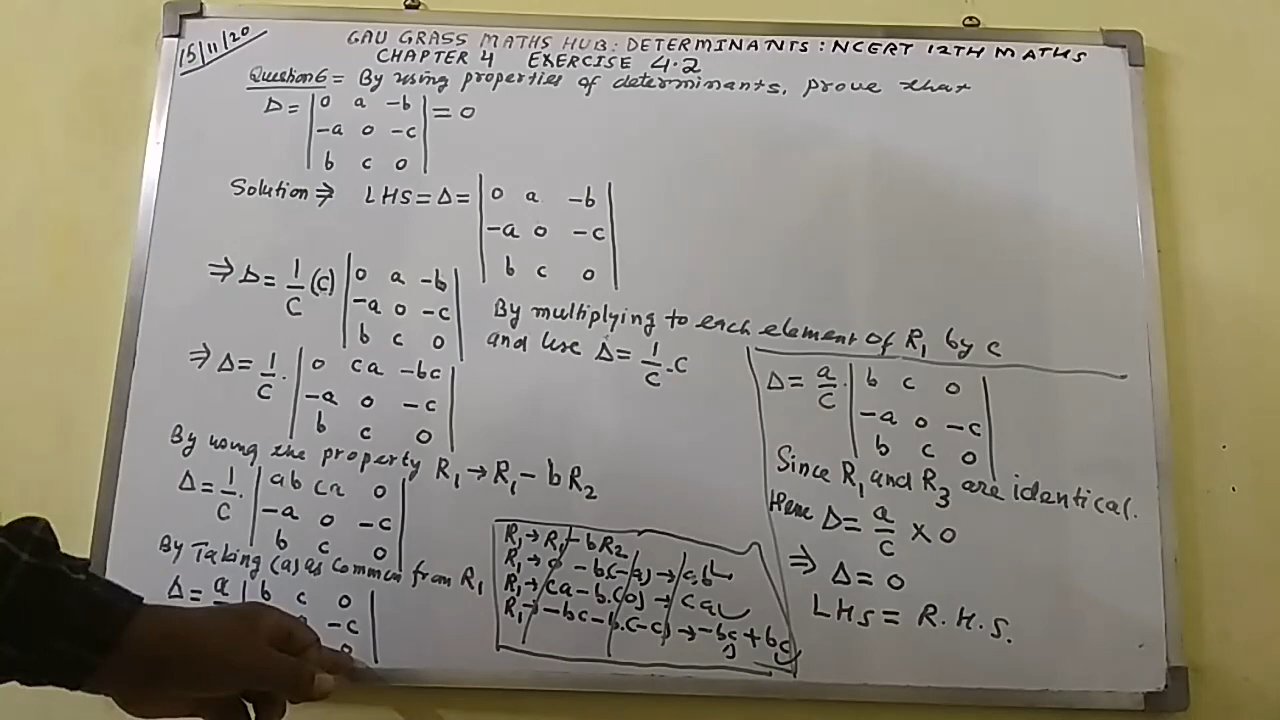 15/11/20
GAU GRASS MATHS HUB: DETERMINANTS: NCERT 12TH MATHS
CHAPTER 4 EXERCISE 4.2
Question 6 = By using properties of determinants, prove that
Δ = | 0 a -b | = 0
| -a 0 -c |
| b c 0 |
Solution ⇒ LHS = Δ = | 0 a -b |
| -a 0 -c |
| b c 0 |
⇒ Δ = 1/C (C) | 0 a -b |
| -a 0 -c |
| b c 0 |
By multiplying to each element of R₁ by c
and use Δ = 1/C . C
⇒ Δ = 1/C . | 0 ca -bc |
| -a 0 -c |
| b c 0 |
By using the property R₁ → R₁ - bR₂
Δ = 1/C . | ab ca 0 |
| -a 0 -c |
| b c 0 |
By Taking (a) as common from R₁
Δ = a | b c 0 |
-c |
R₁ → R₁ - bR₂
R₁ → 0 - b(-a) → ab
R₁ → ca - b.(0) → ca
R₁ → -bc - b.(-c) → -bc + bc
Δ = a/C . | b c 0 |
| -a 0 -c |
| b c 0 |
Since R₁ and R₃ are identical.
Hence Δ = a/c × 0
⇒ Δ = 0
LHS = R.H.S.